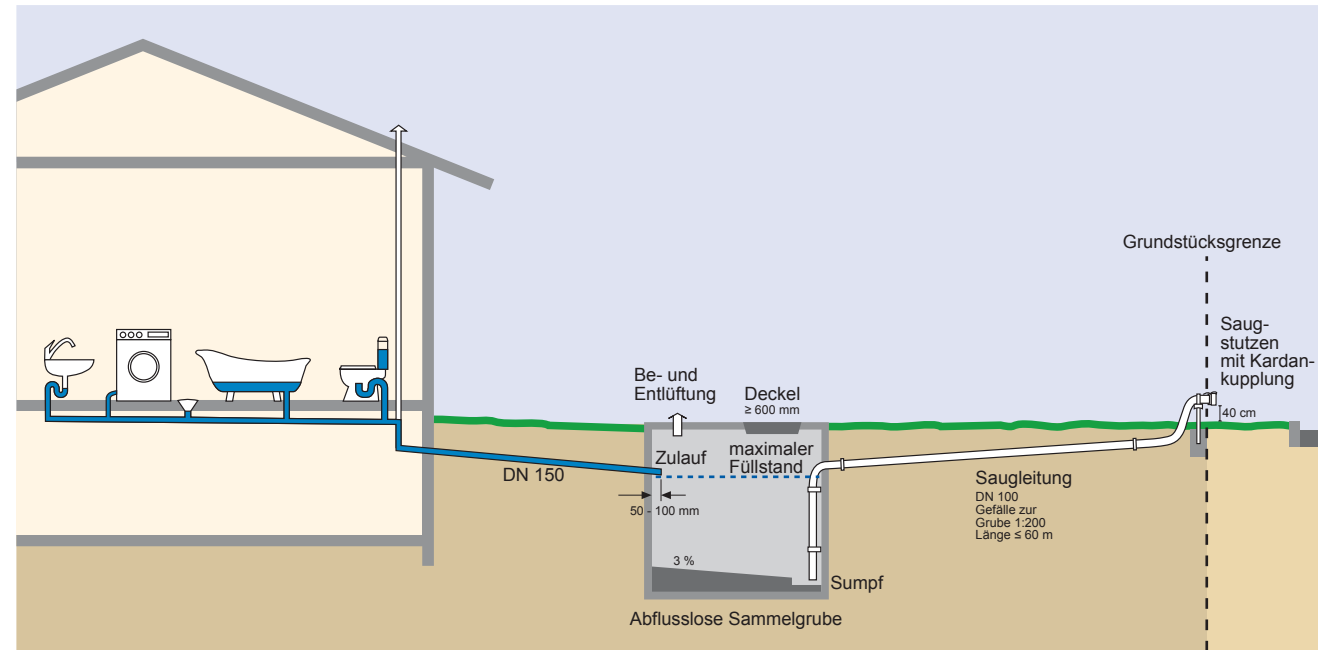 Grundstücksgrenze
Saug-
stutzen
mit Kardan-
kupplung
40 cm
Be- und
Entlüftung
Deckel
≥ 600 mm
Zulauf
maximaler
Füllstand
DN 150
50 - 100 mm
3 %
Sumpf
Abflusslose Sammelgrube
Saugleitung
DN 100
Gefälle zur
Grube 1:200
Länge ≤ 60 m